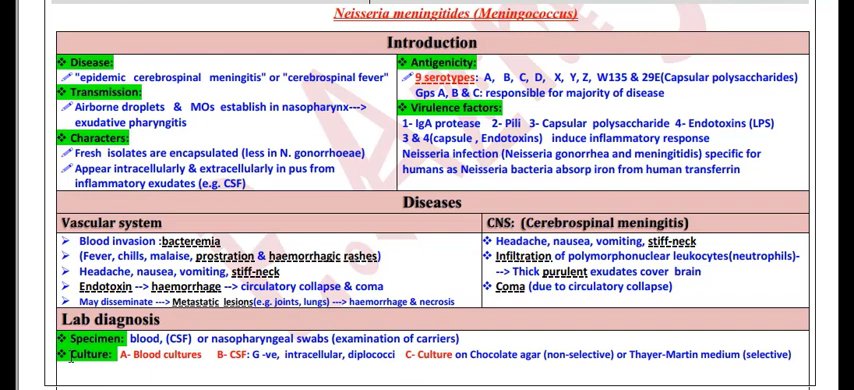 Neisseria meningitides (Meningococcus)
Introduction
Disease:
"epidemic cerebrospinal meningitis" or "cerebrospinal fever"
Transmission:
Airborne droplets & MOs establish in nasopharynx--->
exudative pharyngitis
Characters:
Fresh isolates are encapsulated (less in N. gonorrhoeae)
Appear intracellularly & extracellularly in pus from
inflammatory exudates (e.g. CSF)
Antigenicity:
9 serotypes: A, B, C, D, X, Y, Z, W135 & 29E(Capsular polysaccharides)
Gps A, B & C: responsible for majority of disease
Virulence factors:
1- IgA protease 2- Pili 3- Capsular polysaccharide 4- Endotoxins (LPS)
3 & 4(capsule , Endotoxins) induce inflammatory response
Neisseria infection (Neisseria gonorrhea and meningitidis) specific for
humans as Neisseria bacteria absorp iron from human transferrin
Diseases
Vascular system
Blood invasion :bacteremia
(Fever, chills, malaise, prostration & haemorrhagic rashes)
Headache, nausea, vomiting, stiff-neck
Endotoxin --> haemorrhage --> circulatory collapse & coma
May disseminate ---> Metastatic lesions(e.g. joints, lungs) ---> haemorrhage & necrosis
CNS: (Cerebrospinal meningitis)
Headache, nausea, vomiting, stiff-neck
Infiltration of polymorphonuclear leukocytes(neutrophils)-
--> Thick purulent exudates cover brain
Coma (due to circulatory collapse)
Lab diagnosis
Specimen: blood, (CSF) or nasopharyngeal swabs (examination of carriers)
Culture: A- Blood cultures B- CSF: G -ve, intracellular, diplococci C- Culture on Chocolate agar (non-selective) or Thayer-Martin medium (selective)